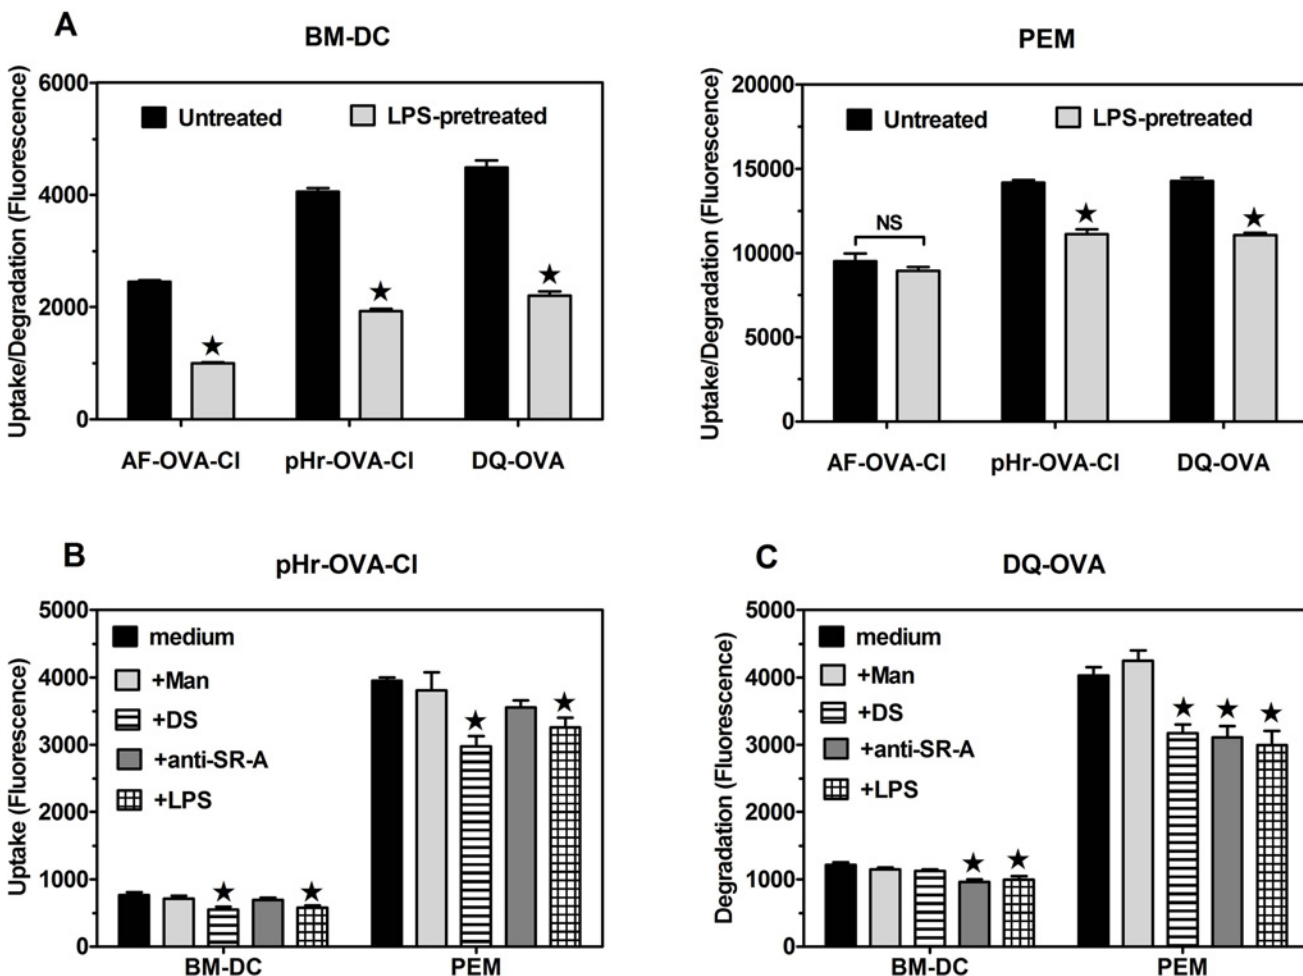 A
BM-DC
Uptake/Degradation (Fluorescence)
6000
4000
2000
0
Untreated
LPS-pretreated
AF-OVA-CI
pHr-OVA-CI
DQ-OVA
PEM
Uptake/Degradation (Fluorescence)
20000
15000
10000
5000
0
Untreated
LPS-pretreated
NS
AF-OVA-CI
pHr-OVA-CI
DQ-OVA
B
pHr-OVA-CI
Uptake (Fluorescence)
5000
4000
3000
2000
1000
0
medium
+Man
+DS
+anti-SR-A
+LPS
BM-DC
PEM
C
DQ-OVA
Degradation (Fluorescence)
5000
4000
3000
2000
1000
0
medium
+Man
+DS
+anti-SR-A
+LPS
BM-DC
PEM